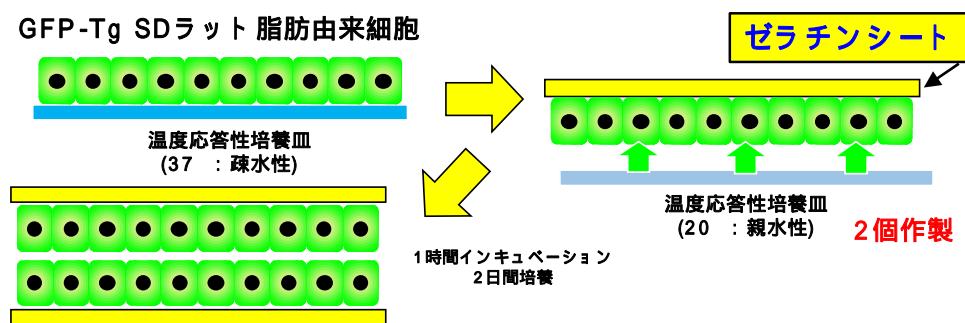 GFP-Tg SDラット 脂肪由来細胞
ゼラチンシート
温度応答性培養皿
(37　：疎水性)
温度応答性培養皿
(20　：親水性)
2個作製
1時間インキュベーション
2日間培養